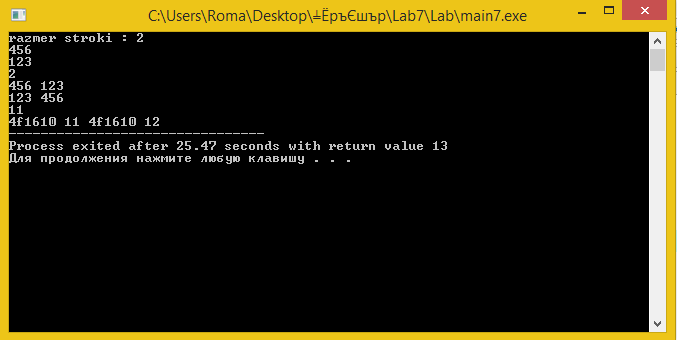 C:\Users\Roma\Desktop\╧ЁръЄшър\Lab7\Lab\main7.exe
razmer stroki : 2
456
123
2
456 123
123 456
11
4f1610 11 4f1610 12
--------------------------------
Process exited after 25.47 seconds with return value 13
Для продолжения нажмите любую клавишу . . .